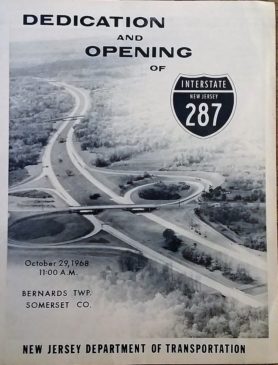 DEDICATION
AND
OPENING
OF
INTERSTATE
NEW JERSEY
287
October 29, 1968
11:00 A.M.
BERNARDS TWP.
SOMERSET CO.
NEW JERSEY DEPARTMENT OF TRANSPORTATION